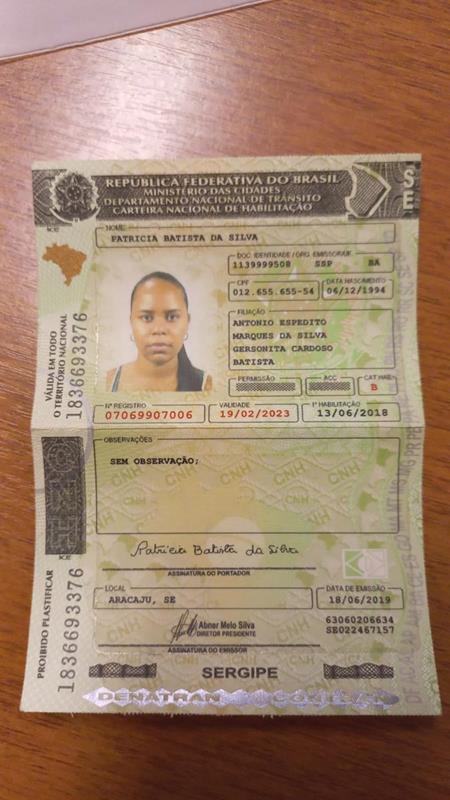 REPÚBLICA FEDERATIVA DO BRASIL
MINISTÉRIO DAS CIDADES
DEPARTAMENTO NACIONAL DE TRÂNSITO
CARTEIRA NACIONAL DE HABILITAÇÃO
SE
NOME
PATRICIA BATISTA DA SILVA
DOC. IDENTIDADE / ÓRG. EMISSOR/UF
1139999508 SSP BA
CPF
012.655.655-54
DATA NASCIMENTO
06/12/1994
FILIAÇÃO
ANTONIO ESPEDITO
MARQUES DA SILVA
GERSONITA CARDOSO
BATISTA
PERMISSÃO
ACC
CAT HAB.
B
Nº REGISTRO
07069907006
VALIDADE
19/02/2023
1ª HABILITAÇÃO
13/06/2018
VÁLIDA EM TODO
O TERRITÓRIO NACIONAL
1836693376
OBSERVAÇÕES
SEM OBSERVAÇÃO;
Patricia Batista da Silva
ASSINATURA DO PORTADOR
LOCAL
ARACAJU, SE
DATA DE EMISSÃO
18/06/2019
Abner Melo Silva
DIRETOR PRESIDENTE
ASSINATURA DO EMISSOR
63060206634
SE022467157
PROIBIDO PLASTIFICAR
1836693376
SERGIPE
DENATRAN